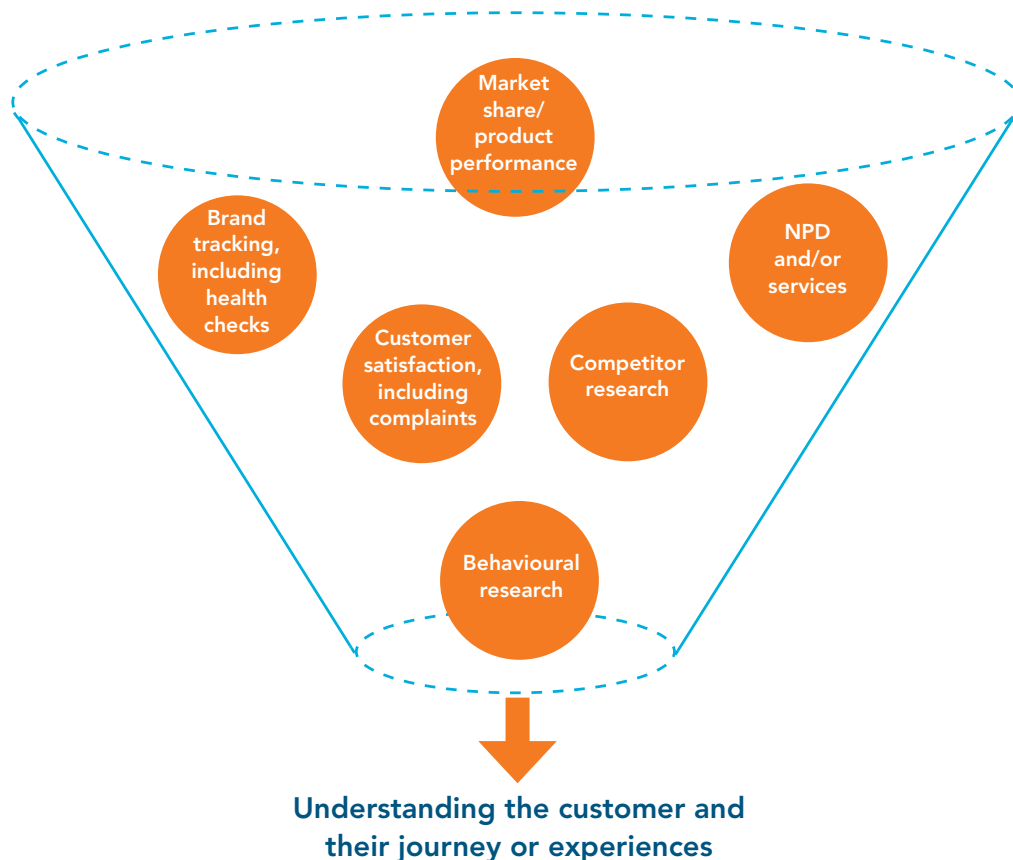 Market
share/
product
performance
Brand
tracking,
including
health
checks
NPD
and/or
services
Customer
satisfaction,
including
complaints
Competitor
research
Behavioural
research
Understanding the customer and
their journey or experiences